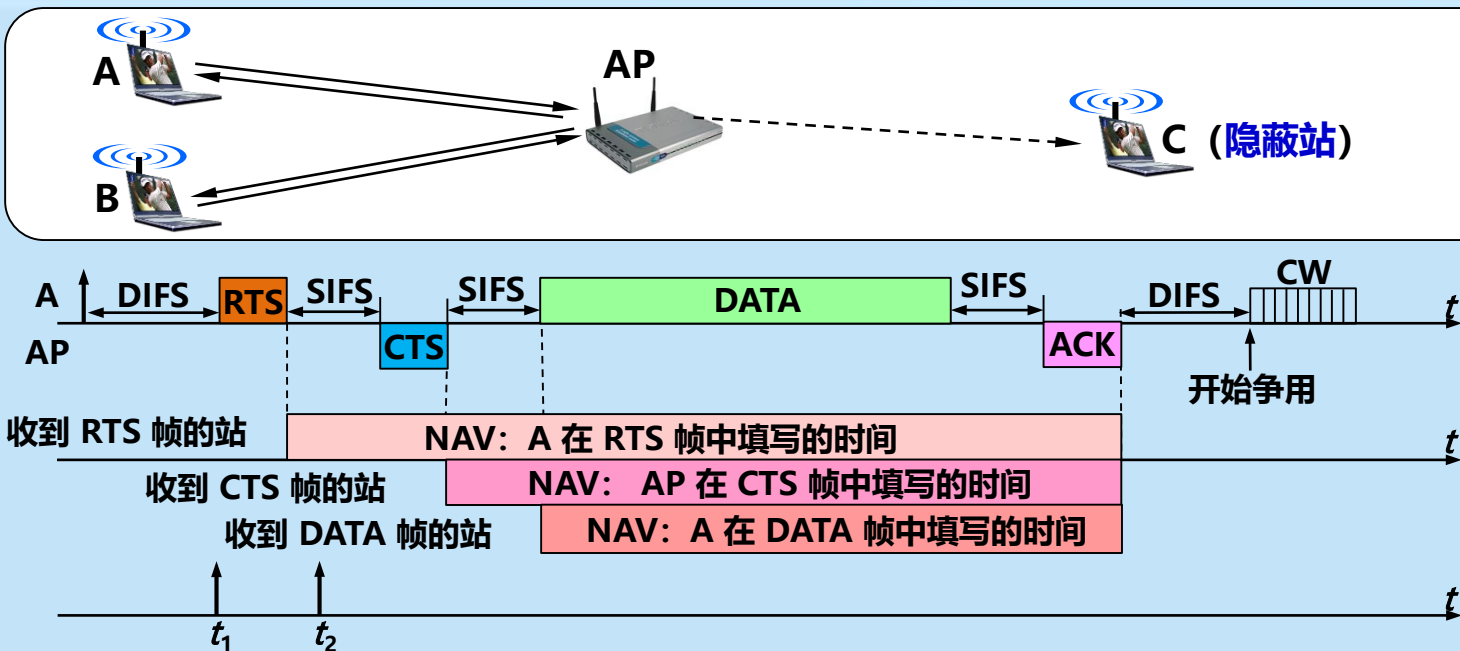 A
AP
B
C（隐蔽站）
A
DIFS
RTS
SIFS
SIFS
DATA
SIFS
DIFS
CW
t
AP
CTS
ACK
开始争用
收到 RTS 帧的站
NAV：A 在 RTS 帧中填写的时间
t
收到 CTS 帧的站
NAV： AP 在 CTS 帧中填写的时间
收到 DATA 帧的站
NAV：A 在 DATA 帧中填写的时间
t
t1
t2